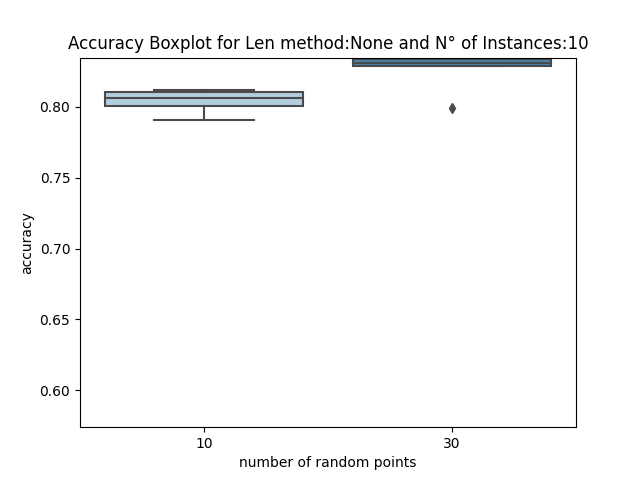 Accuracy Boxplot for Len method:None and N° of Instances:10
0.80
0.75
0.70
0.65
0.60
accuracy
10
30
number of random points